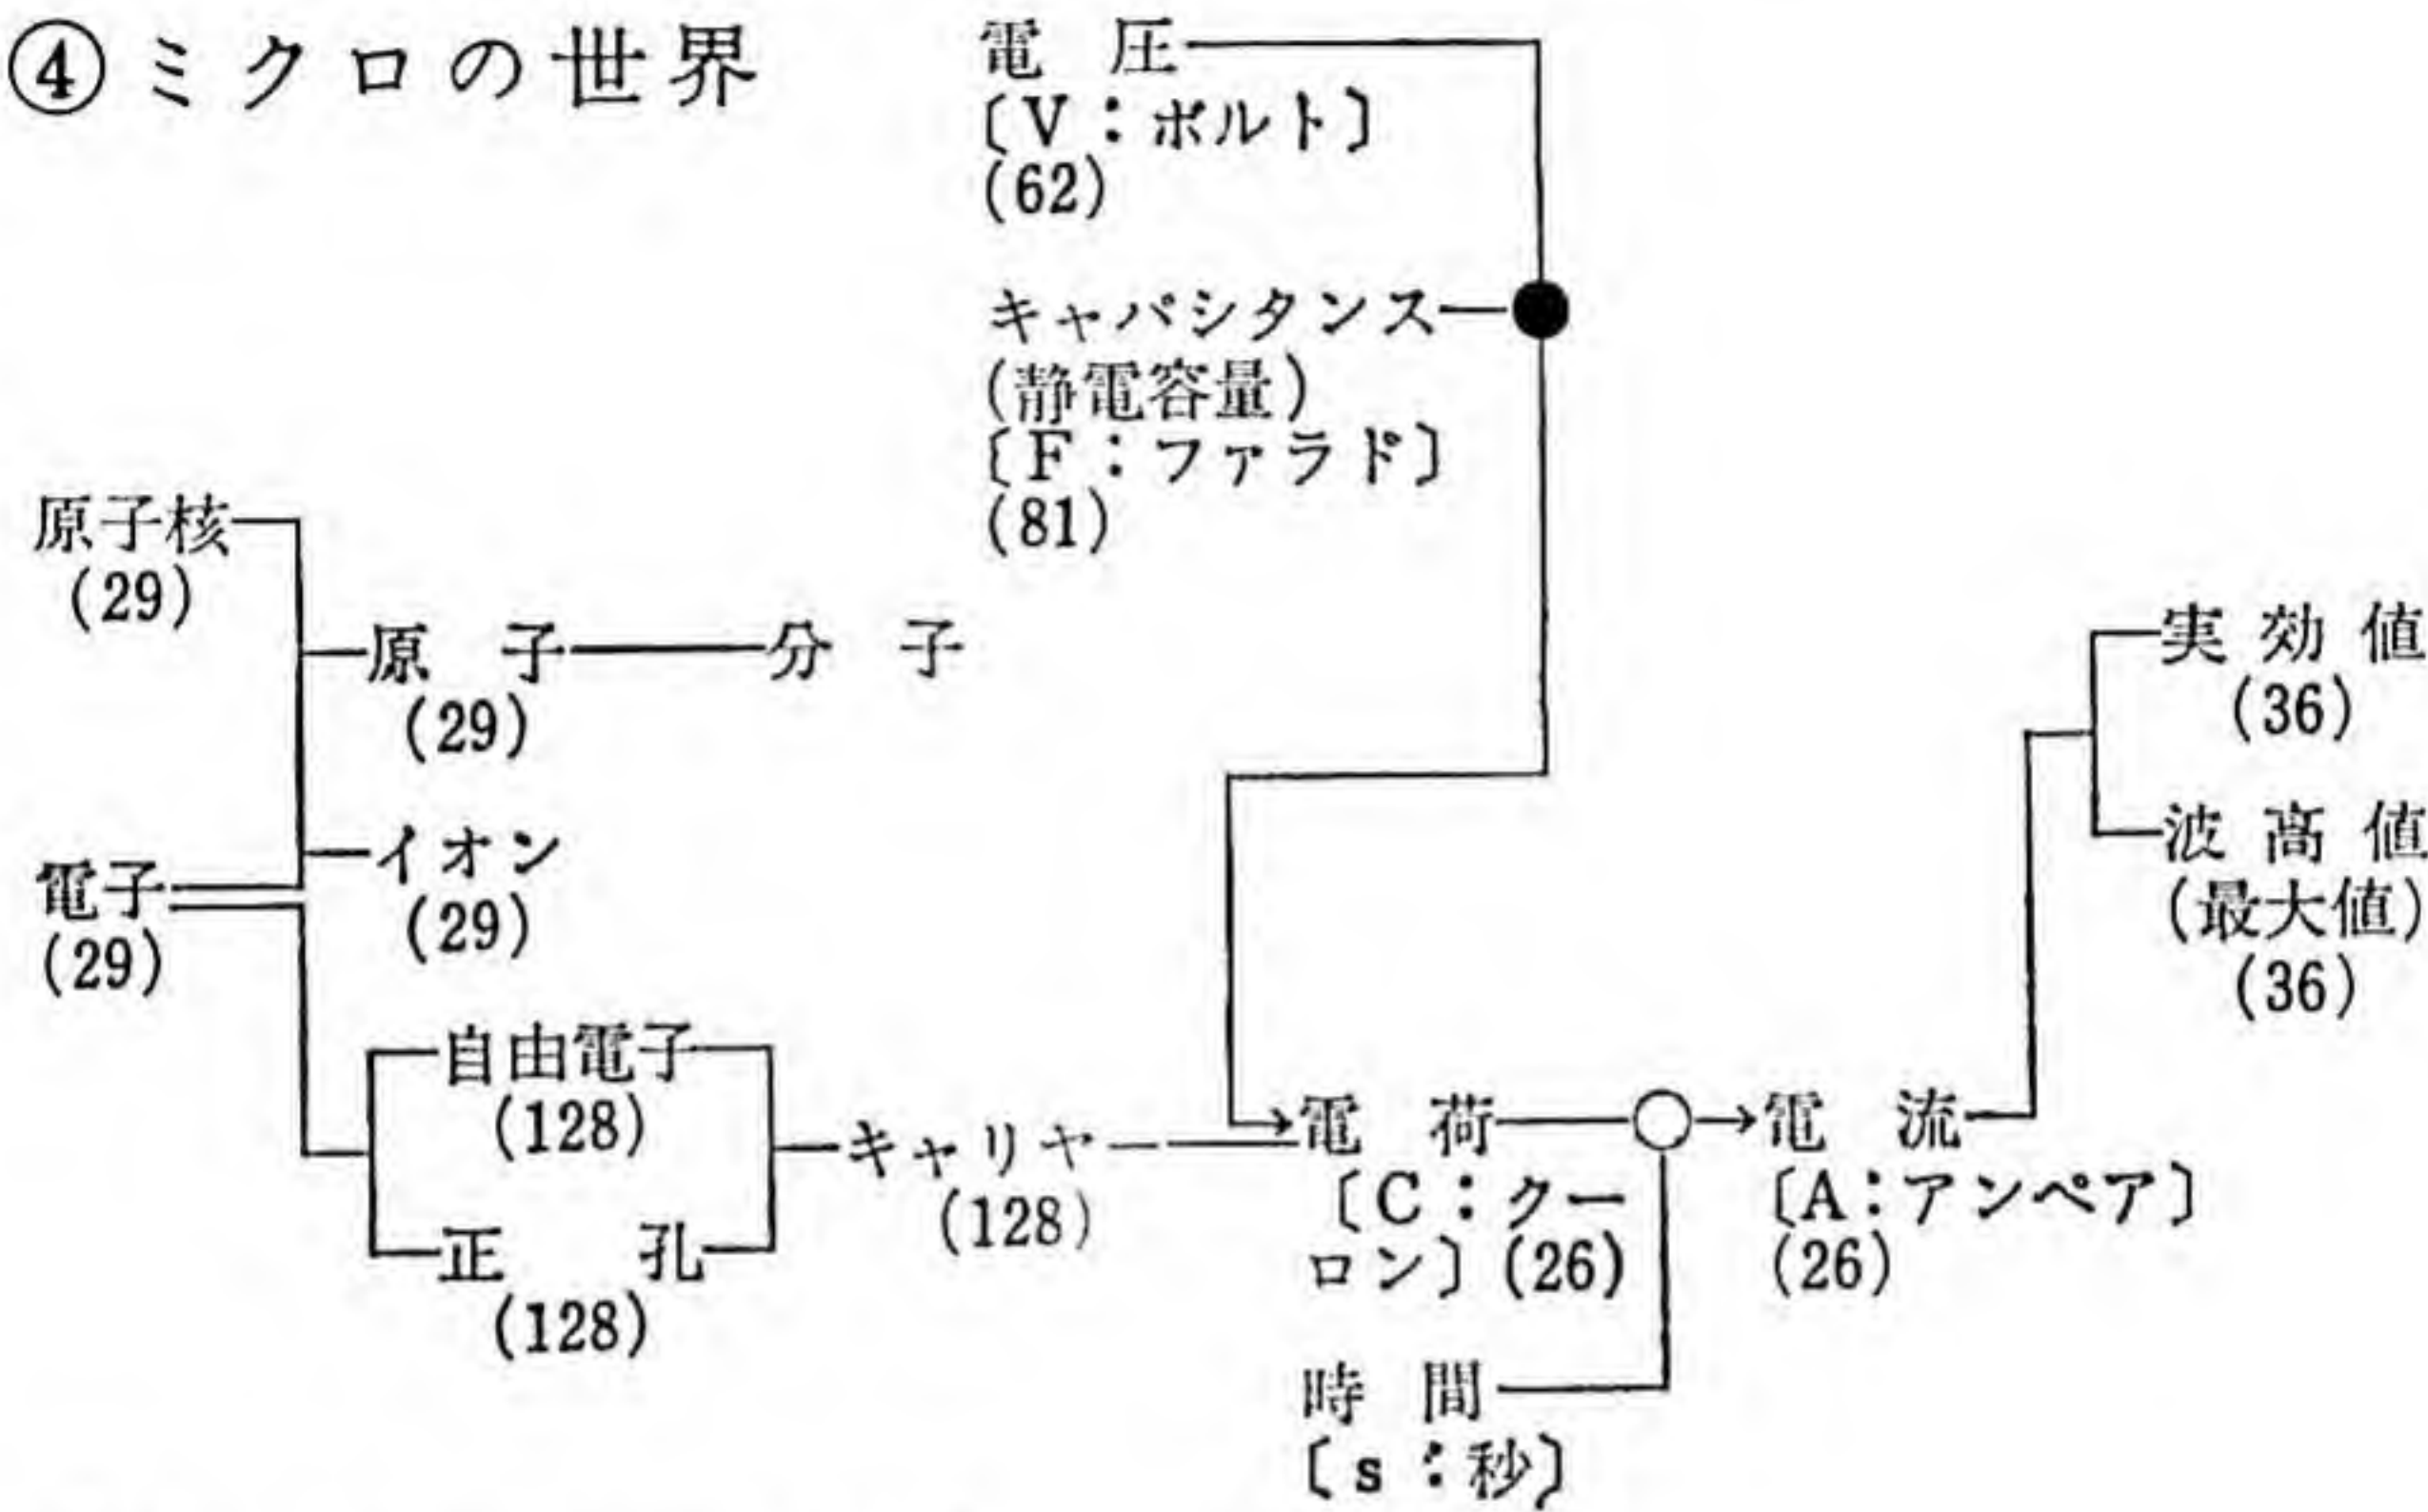 ④ミクロの世界
電圧
〔V：ボルト〕
(62)
キャパシタンス
(静電容量)
〔F：ファラド〕
(81)
原子核
(29)
原子
(29)
分子
イオン
(29)
電子
(29)
自由電子
(128)
正孔
(128)
キャリヤ
(128)
電荷
〔C：クー
ロン〕(26)
時間
〔s：秒〕
電流
〔A：アンペア〕
(26)
実効値
(36)
波高値
(最大値)
(36)